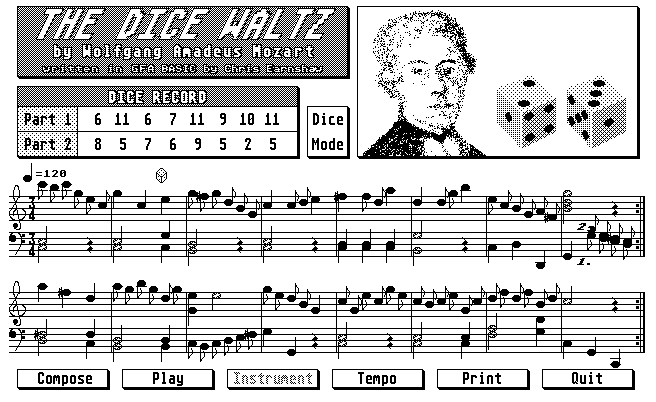 THE DICE WALTZ
by Wolfgang Amadeus Mozart
written in GFA BASIC by Chris Earnshaw
DICE RECORD
Part 1 6 11 6 7 11 9 10 11
Part 2 8 5 7 6 9 5 2 5
Dice
Mode
=120
3
4
3
4
2.
1.
Compose Play Instrument Tempo Print Quit